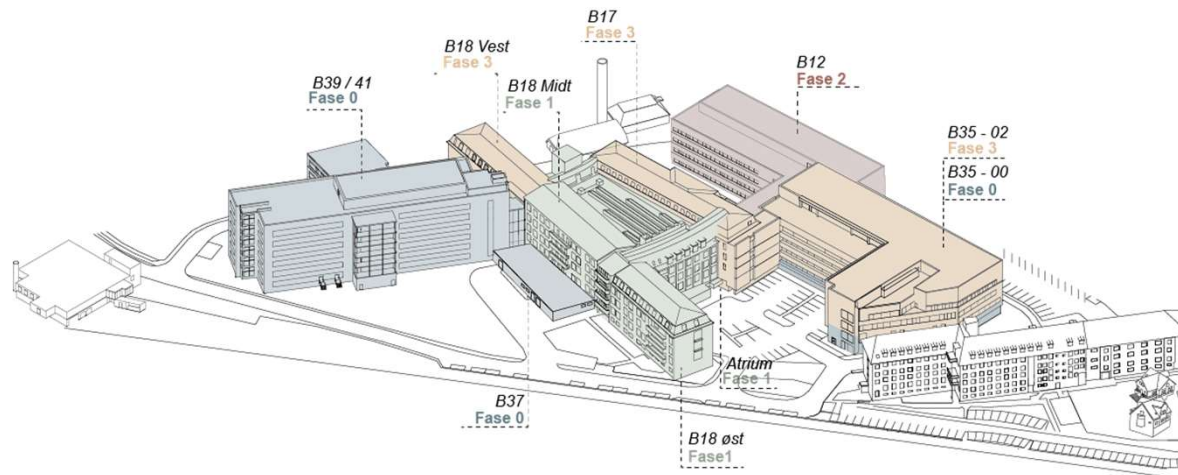 B17
Fase 3
B18 Vest
Fase 3
B12
Fase 2
B39 / 41
Fase 0
B18 Midt
Fase 1
B35 - 02
Fase 3
B35 - 00
Fase 0
Atrium
Fase 1
B37
Fase 0
B18 øst
Fase1